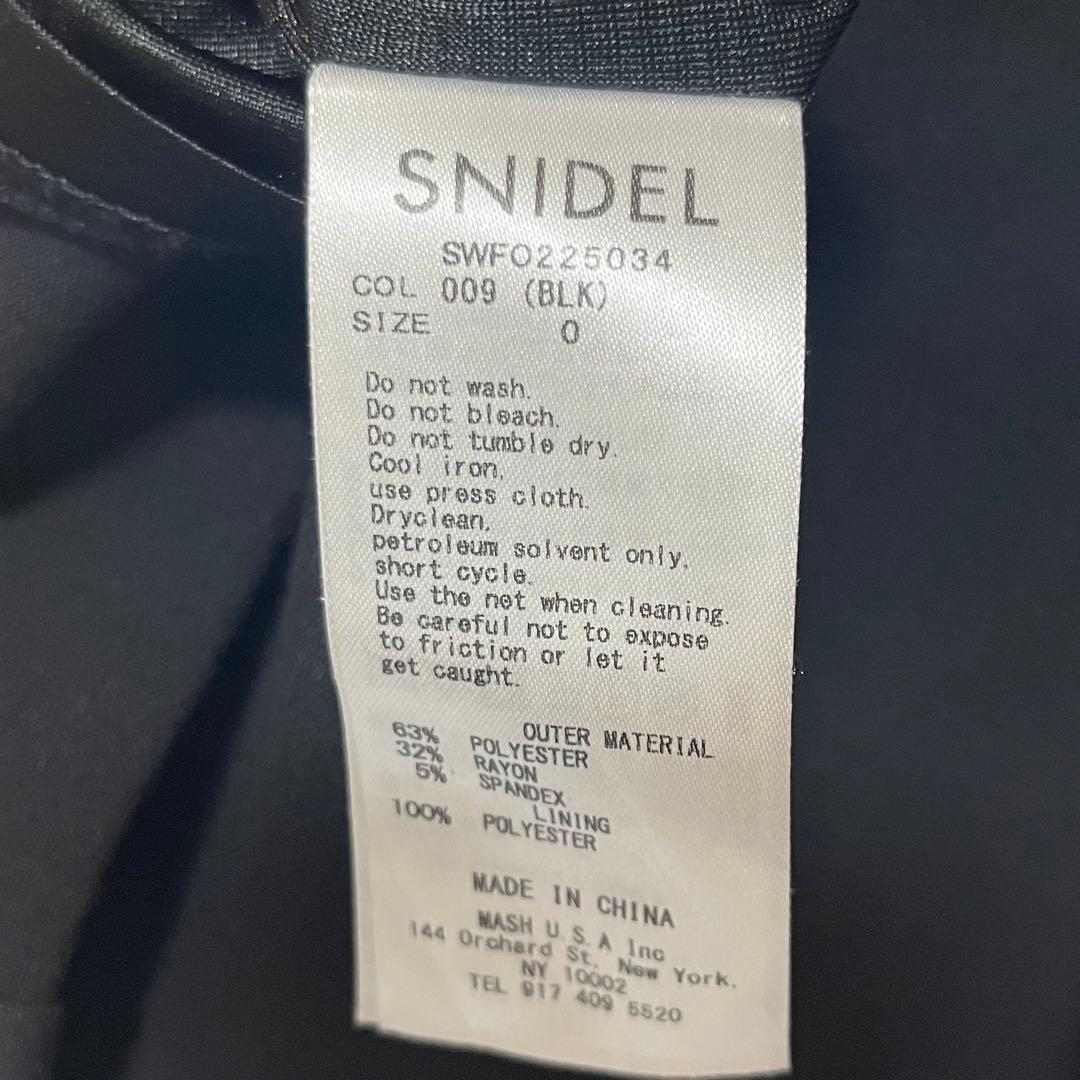 SNIDEL
SWFO225034
COL 009 (BLK)
SIZE 0
Do not wash.
Do not bleach.
Do not tumble dry.
Cool iron,
use press cloth.
Dryclean,
petroleum solvent only,
short cycle.
Use the net when cleaning.
Be careful not to expose
to friction or let it
get caught.
OUTER MATERIAL
63% POLYESTER
32% RAYON
5% SPANDEX
LINING
100% POLYESTER
MADE IN CHINA
MASH U.S.A Inc
144 Orchard St. New York.
NY 10002
TEL 917 409 5520